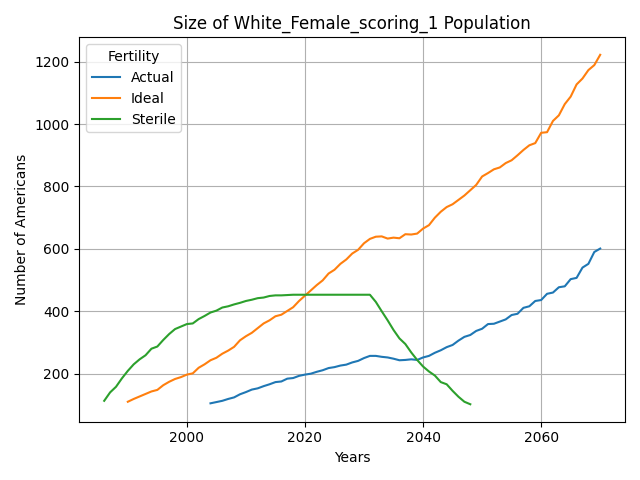 Size of White_Female_scoring_1 Population
Fertility
Actual
Ideal
Sterile
1200
1000
800
600
400
200
Number of Americans
2000
2020
2040
2060
Years